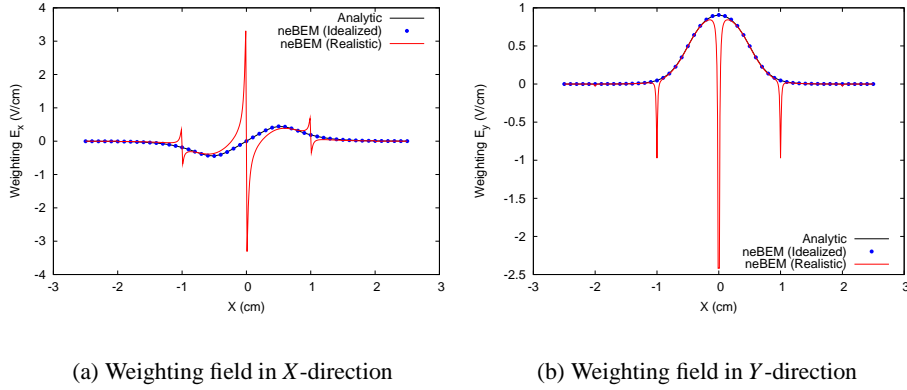 Analytic
neBEM (Idealized)
neBEM (Realistic)
4
3
2
1
0
-1
-2
-3
-4
Weighting Ex (V/cm)
-3 -2 -1 0 1 2 3
X (cm)
(a) Weighting field in X-direction
1
0.5
0
-0.5
-1
-1.5
-2
-2.5
Weighting Ey (V/cm)
Analytic
neBEM (Idealized)
neBEM (Realistic)
-3 -2 -1 0 1 2 3
X (cm)
(b) Weighting field in Y-direction